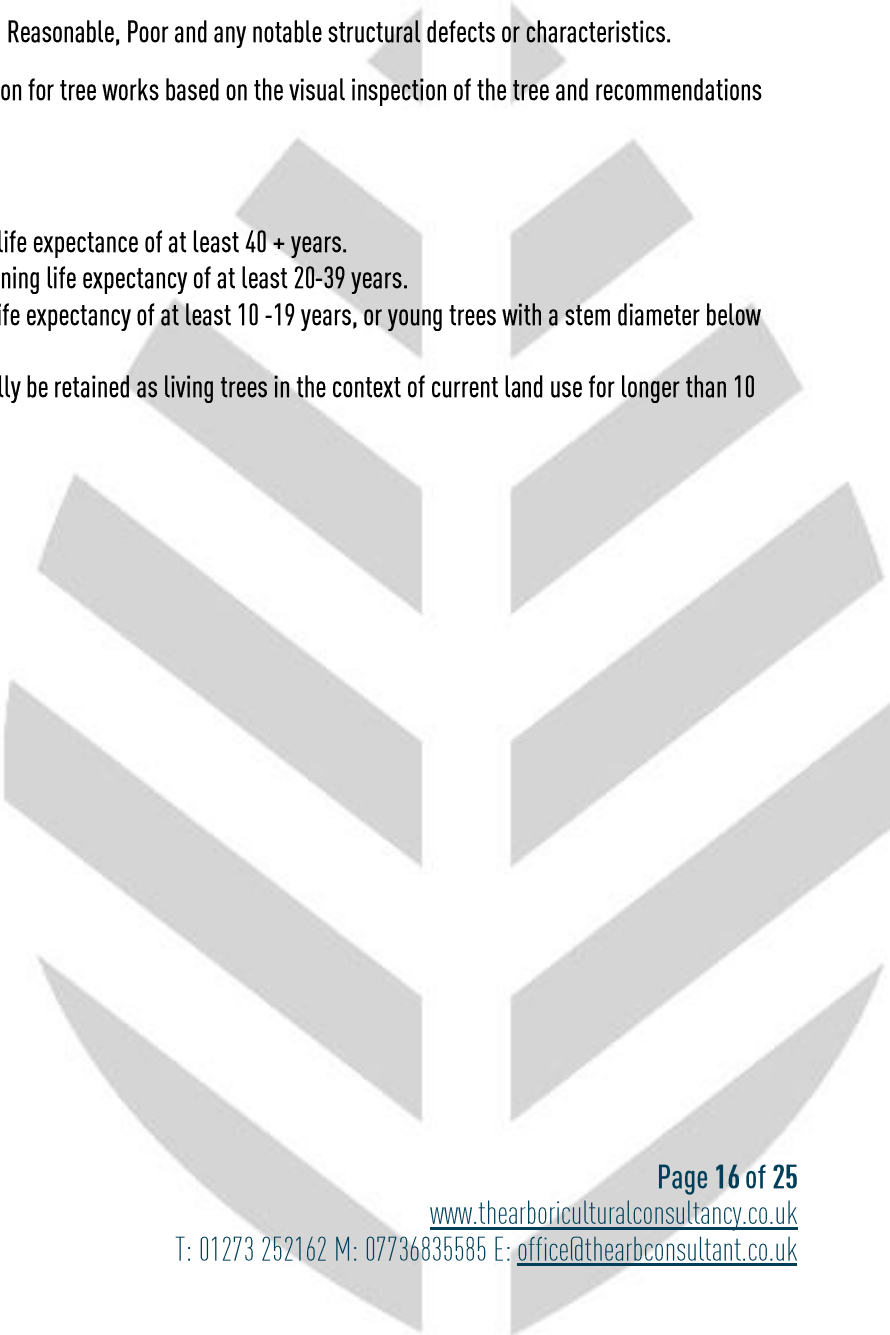 Reasonable, Poor and any notable structural defects or characteristics.
on for tree works based on the visual inspection of the tree and recommendations
life expectance of at least 40 + years.
ning life expectancy of at least 20-39 years.
ife expectancy of at least 10 -19 years, or young trees with a stem diameter below
lly be retained as living trees in the context of current land use for longer than 10
Page 16 of 25
www.thearboriculturalconsultancy.co.uk
T: 01273 252162 M: 07736835585 E: office@thearbconsultant.co.uk